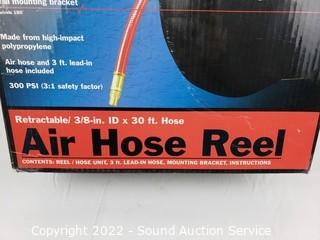 mounting bracket
Made from high-impact
polypropylene
Air hose and 3 ft. lead-in
hose included
300 PSI (3:1 safety factor)
Retractable/ 3/8-in. ID x 30 ft. Hose
Air Hose Reel
CONTENTS: REEL / HOSE UNIT, 3 ft. LEAD-IN HOSE, MOUNTING BRACKET, INSTRUCTIONS
Copyright 2022 - Sound Auction Service